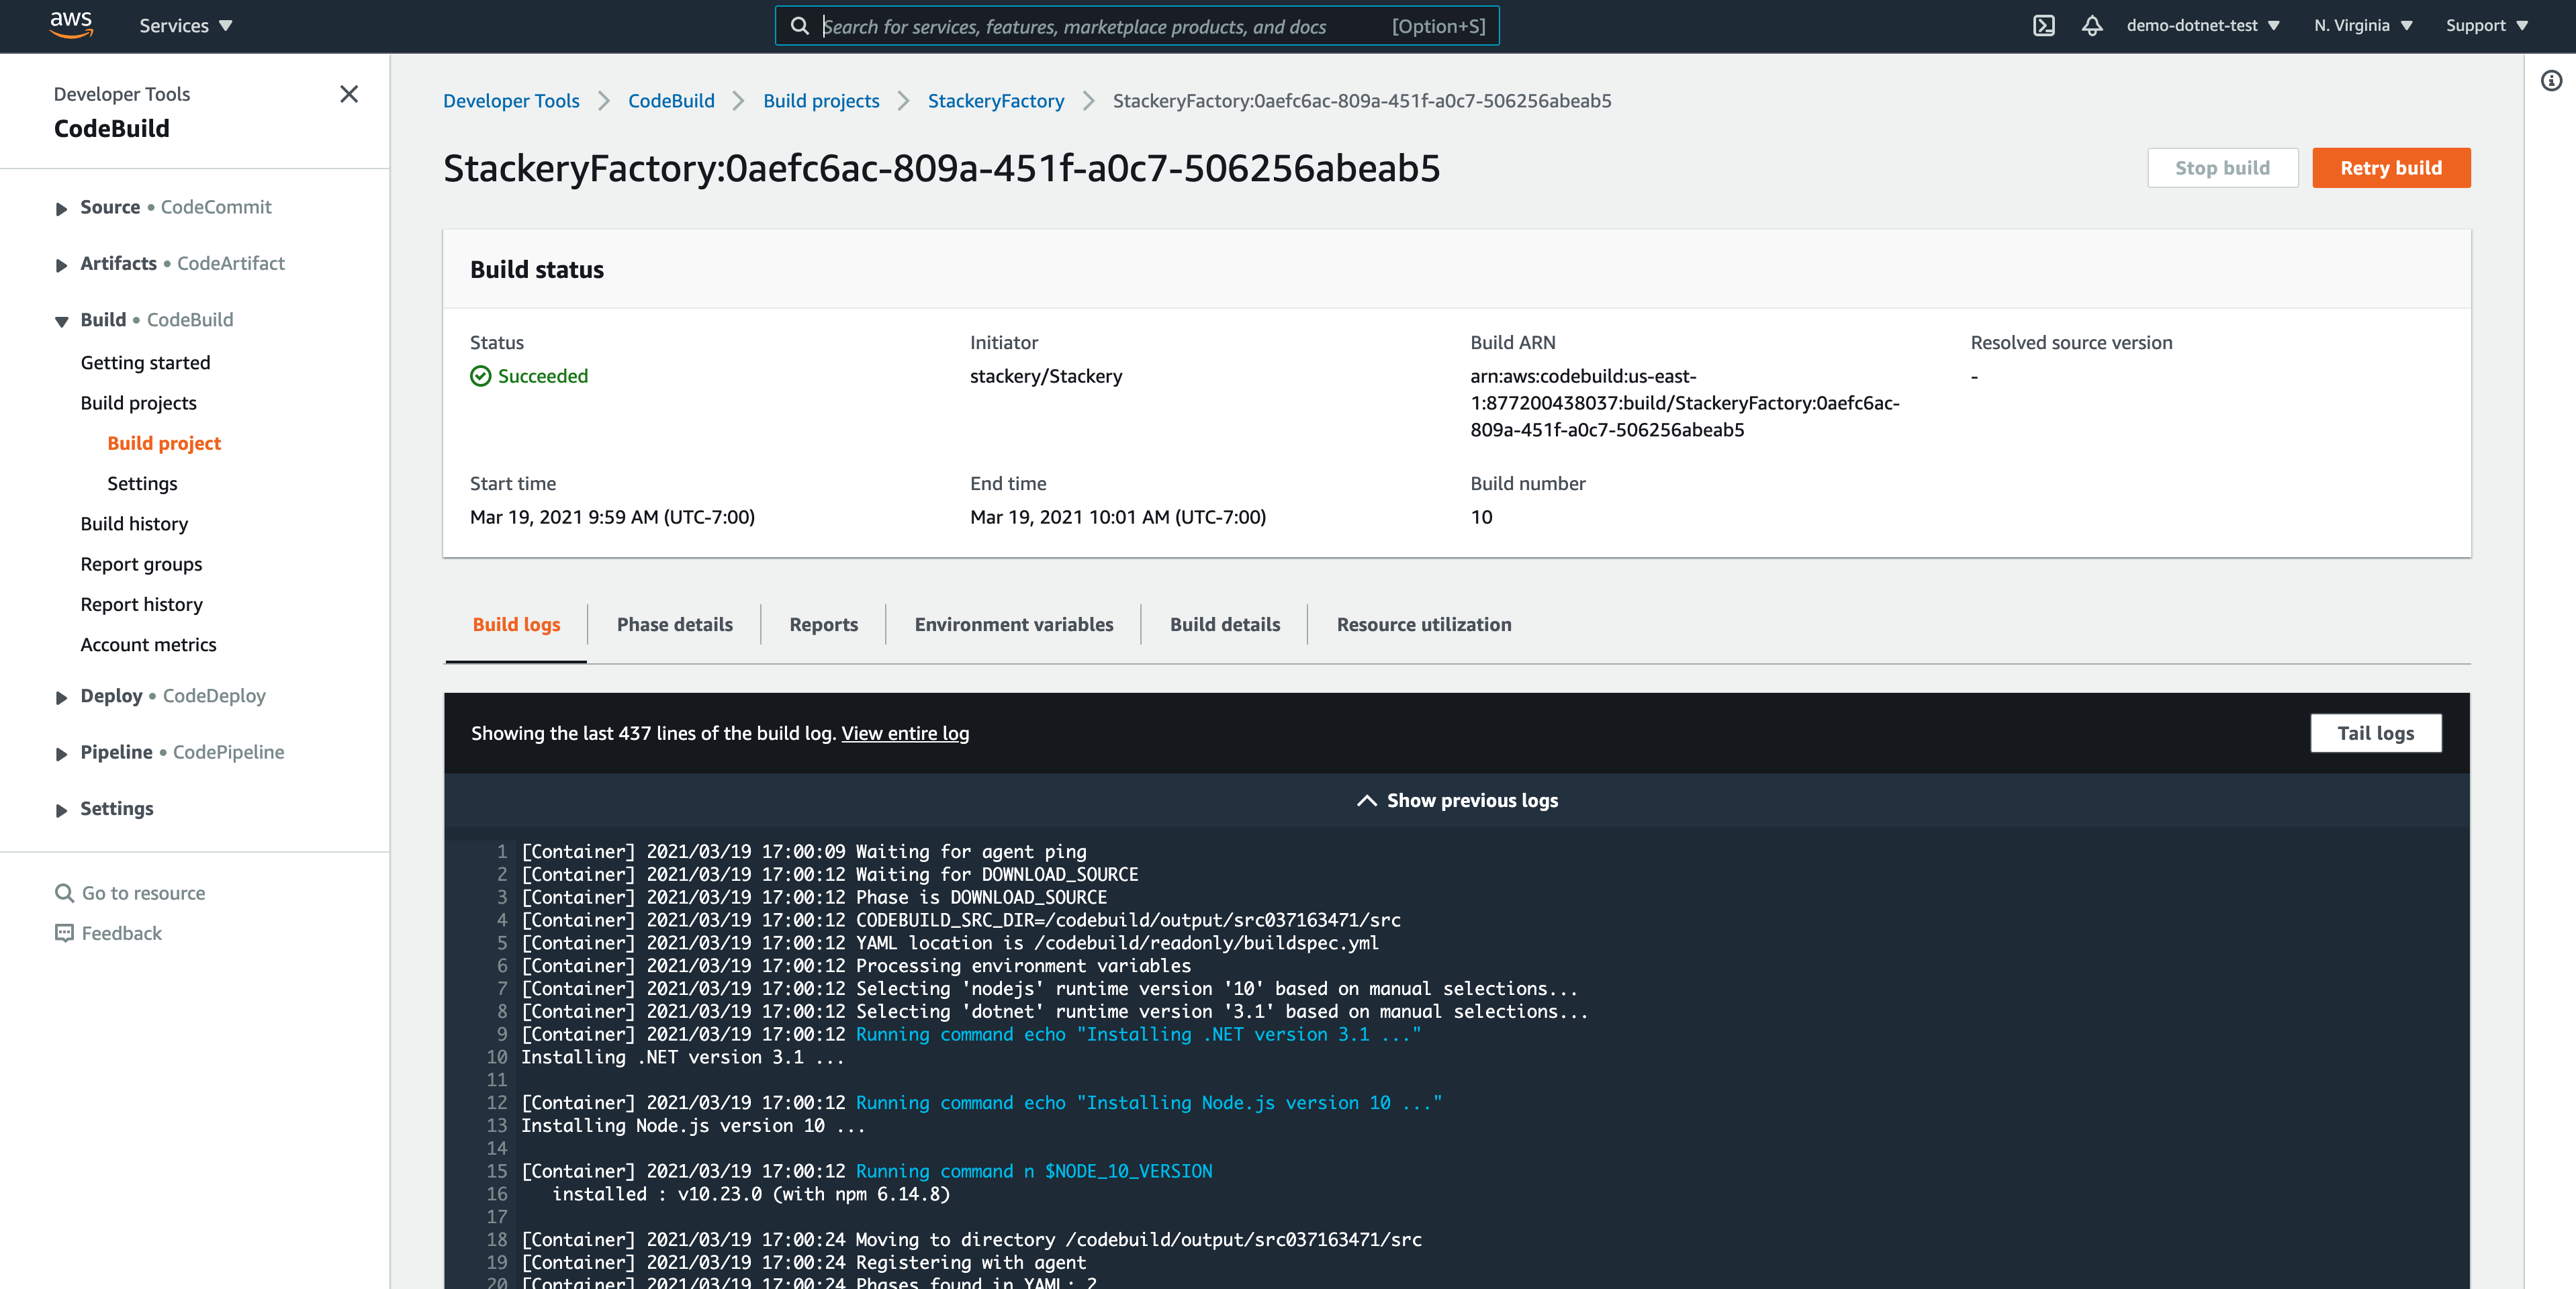 aws
Services
Search for services, features, marketplace products, and docs [Option+S]
demo-dotnet-test
N. Virginia
Support
Developer Tools
CodeBuild
Source • CodeCommit
Artifacts • CodeArtifact
Build • CodeBuild
Getting started
Build projects
Build project
Settings
Build history
Report groups
Report history
Account metrics
Deploy • CodeDeploy
Pipeline • CodePipeline
Settings
Go to resource
Feedback
Developer Tools > CodeBuild > Build projects > StackeryFactory > StackeryFactory:0aefc6ac-809a-451f-a0c7-506256abeab5
StackeryFactory:0aefc6ac-809a-451f-a0c7-506256abeab5
Stop build
Retry build
Build status
Status
Succeeded
Initiator
stackery/Stackery
Build ARN
arn:aws:codebuild:us-east-
1:877200438037:build/StackeryFactory:0aefc6ac-
809a-451f-a0c7-506256abeab5
Resolved source version
-
Start time
Mar 19, 2021 9:59 AM (UTC-7:00)
End time
Mar 19, 2021 10:01 AM (UTC-7:00)
Build number
10
Build logs
Phase details
Reports
Environment variables
Build details
Resource utilization
Showing the last 437 lines of the build log. View entire log
Tail logs
Show previous logs
1 [Container] 2021/03/19 17:00:09 Waiting for agent ping
2 [Container] 2021/03/19 17:00:12 Waiting for DOWNLOAD_SOURCE
3 [Container] 2021/03/19 17:00:12 Phase is DOWNLOAD_SOURCE
4 [Container] 2021/03/19 17:00:12 CODEBUILD_SRC_DIR=/codebuild/output/src037163471/src
5 [Container] 2021/03/19 17:00:12 YAML location is /codebuild/readonly/buildspec.yml
6 [Container] 2021/03/19 17:00:12 Processing environment variables
7 [Container] 2021/03/19 17:00:12 Selecting 'nodejs' runtime version '10' based on manual selections...
8 [Container] 2021/03/19 17:00:12 Selecting 'dotnet' runtime version '3.1' based on manual selections...
9 [Container] 2021/03/19 17:00:12 Running command echo "Installing .NET version 3.1 ..."
10 Installing .NET version 3.1 ...
11
12 [Container] 2021/03/19 17:00:12 Running command echo "Installing Node.js version 10 ..."
13 Installing Node.js version 10 ...
14
15 [Container] 2021/03/19 17:00:12 Running command n $NODE_10_VERSION
16 installed : v10.23.0 (with npm 6.14.8)
17
18 [Container] 2021/03/19 17:00:24 Moving to directory /codebuild/output/src037163471/src
19 [Container] 2021/03/19 17:00:24 Registering with agent
20 [Container] 2021/03/19 17:00:24 Phases found in YAML: 2